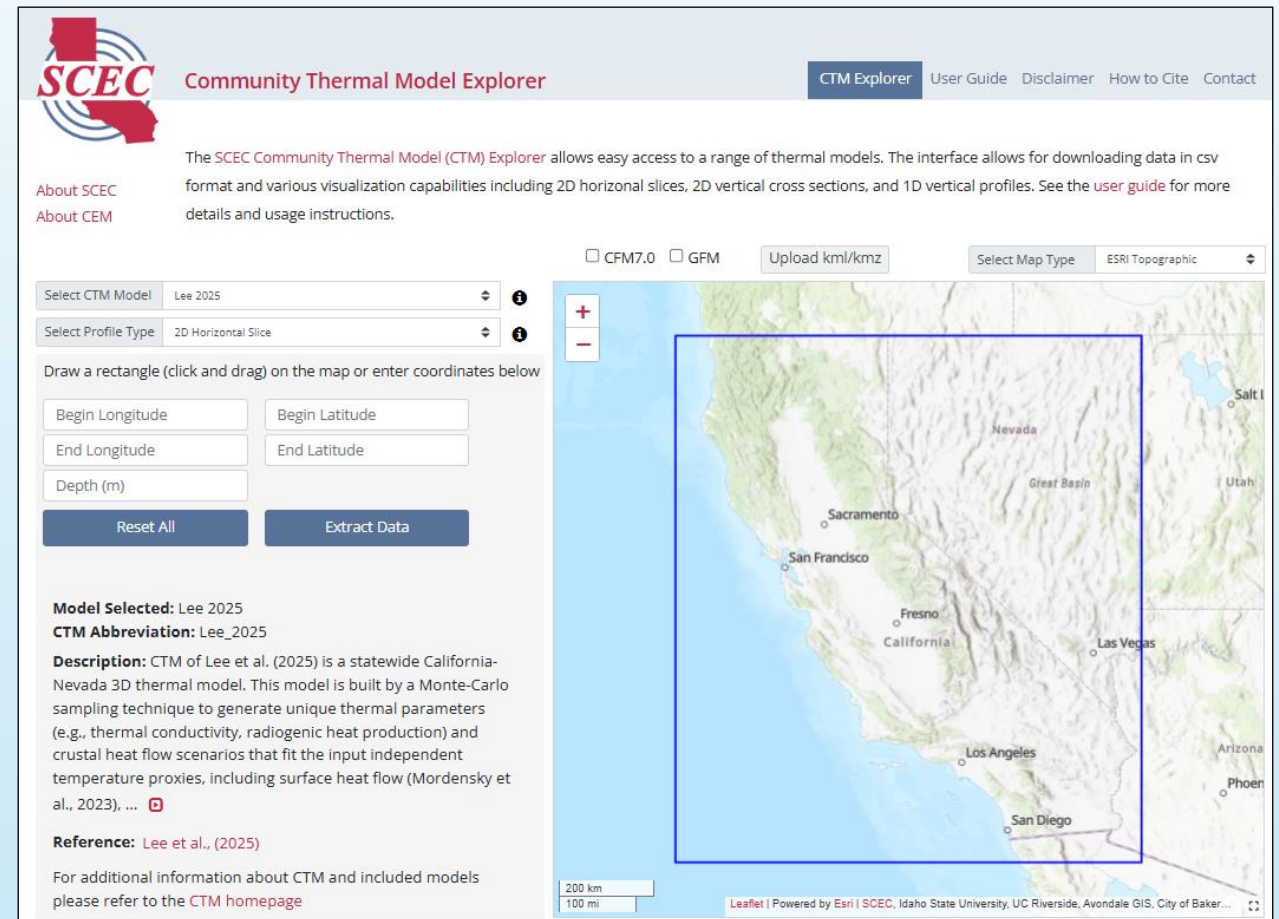 SCEC
Community Thermal Model Explorer
CTM Explorer User Guide Disclaimer How to Cite Contact
About SCEC
About CEM
The SCEC Community Thermal Model (CTM) Explorer allows easy access to a range of thermal models. The interface allows for downloading data in csv
format and various visualization capabilities including 2D horizonal slices, 2D vertical cross sections, and 1D vertical profiles. See the user guide for more
details and usage instructions.
CFM7.0 GFM Upload kml/kmz Select Map Type ESRI Topographic
Select CTM Model Lee 2025
Select Profile Type 2D Horizontal Slice
Draw a rectangle (click and drag) on the map or enter coordinates below
Begin Longitude Begin Latitude
End Longitude End Latitude
Depth (m)
Reset All Extract Data
Model Selected: Lee 2025
CTM Abbreviation: Lee_2025
Description: CTM of Lee et al. (2025) is a statewide California-
Nevada 3D thermal model. This model is built by a Monte-Carlo
sampling technique to generate unique thermal parameters
(e.g., thermal conductivity, radiogenic heat production) and
crustal heat flow scenarios that fit the input independent
temperature proxies, including surface heat flow (Mordensky et
al., 2023), ...
Reference: Lee et al., (2025)
For additional information about CTM and included models
please refer to the CTM homepage
+
−
Salt L
Nevada
Great Basin
Utah
Sacramento
San Francisco
Fresno
California
Las Vegas
Los Angeles
Arizona
Phoen
San Diego
200 km
100 mi
Leaflet | Powered by Esri | SCEC, Idaho State University, UC Riverside, Avondale GIS, City of Baker...